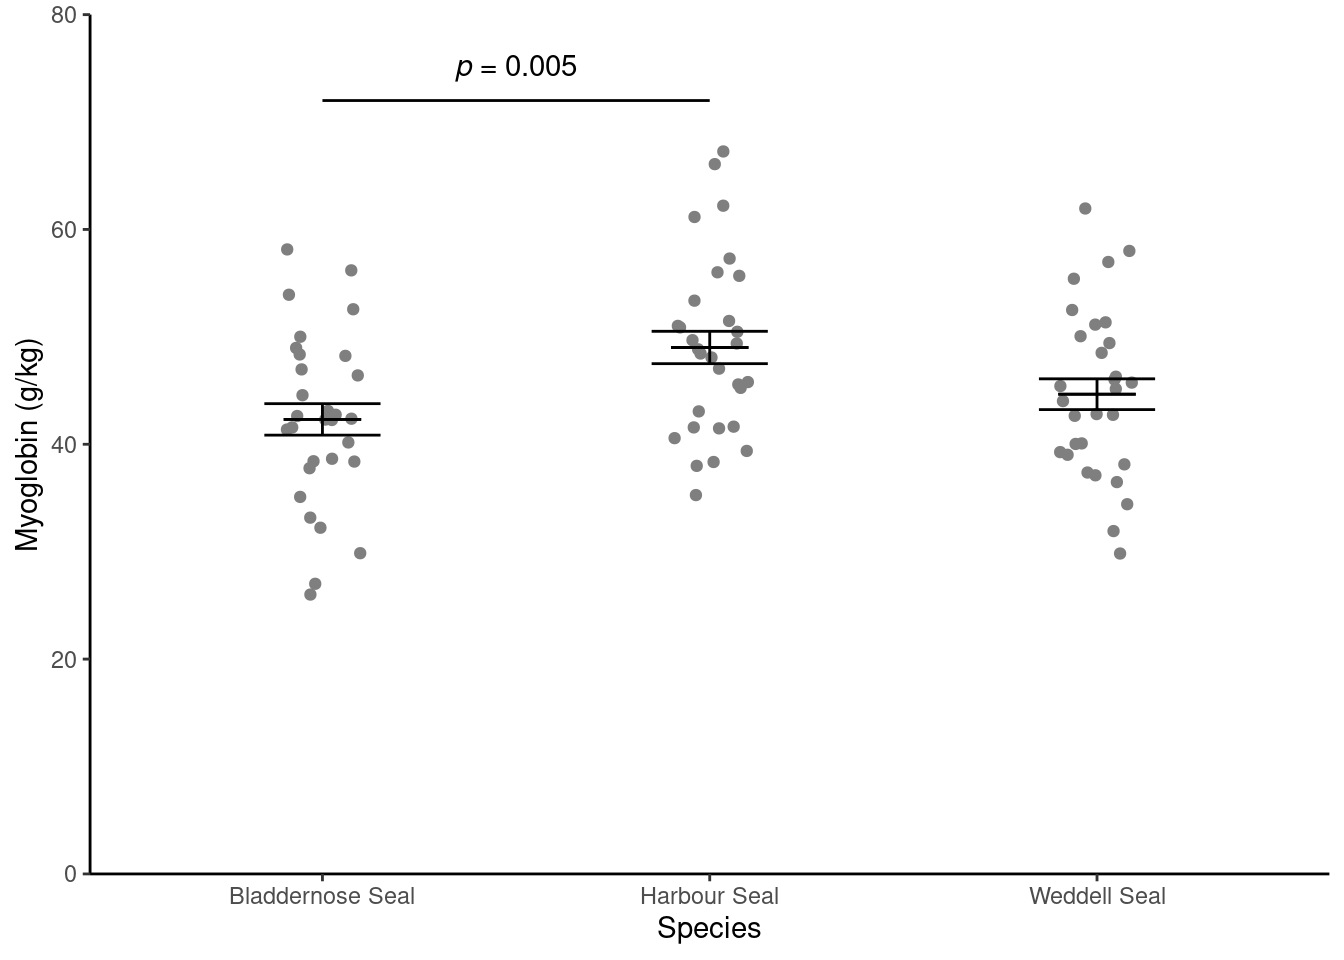 80
p = 0.005
60
Myoglobin (g/kg)
40
20
0
Bladdernose Seal Harbour Seal Weddell Seal
Species